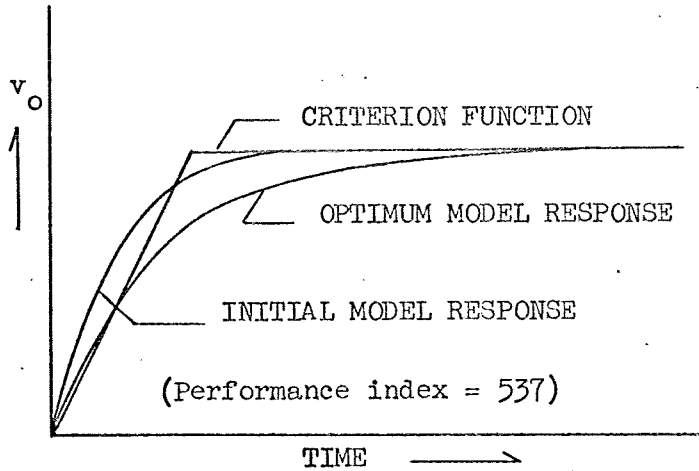 v
o
CRITERION FUNCTION
OPTIMUM MODEL RESPONSE
INITIAL MODEL RESPONSE
(Performance index = 537)
TIME